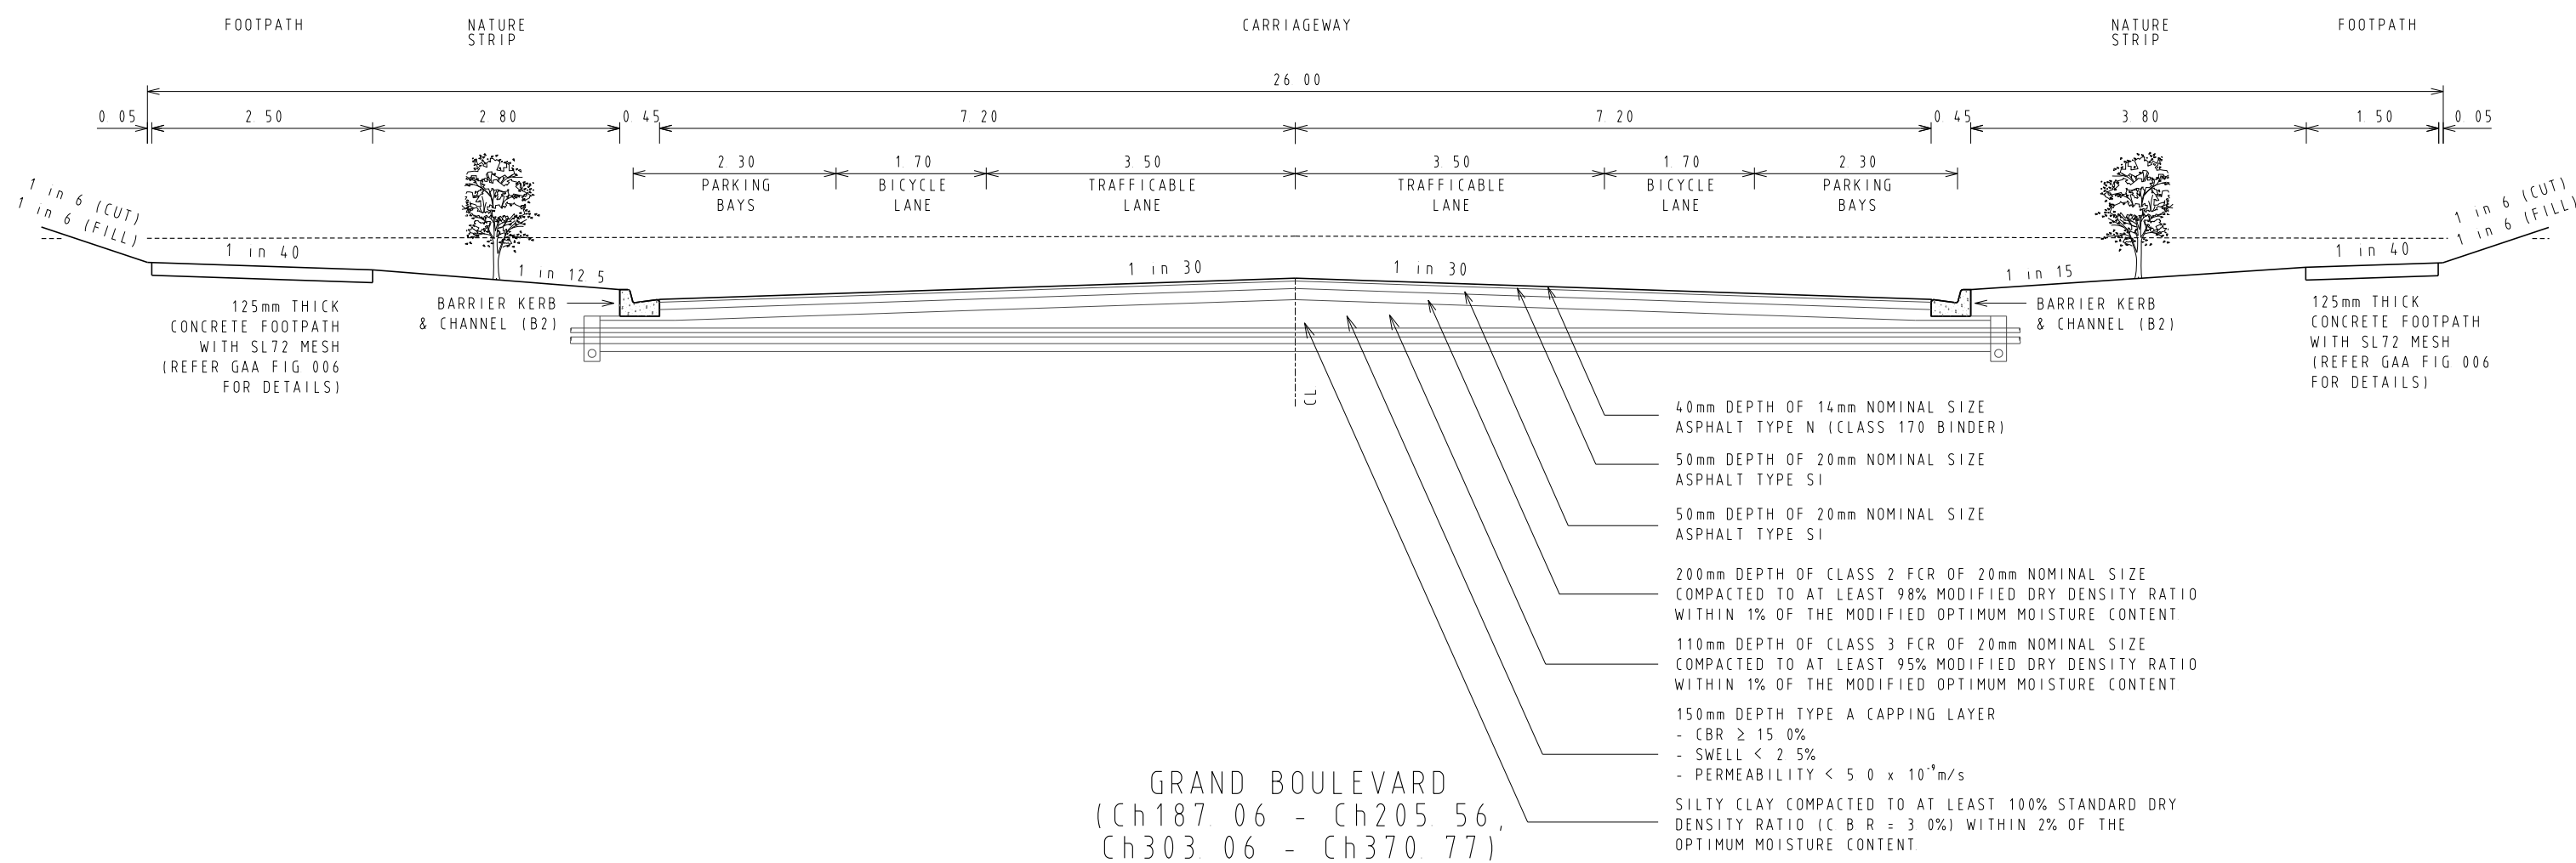 FOOTPATH
NATURE
STRIP
CARRIAGEWAY
NATURE
STRIP
FOOTPATH
26 00
0 05
2 50
2 80
0 45
7 20
7 20
0 45
3 80
1 50
0 05
2 30
PARKING
BAYS
1 70
BICYCLE
LANE
3 50
TRAFFICABLE
LANE
3 50
TRAFFICABLE
LANE
1 70
BICYCLE
LANE
2 30
PARKING
BAYS
1 in 6 (CUT)
1 in 6 (FILL)
1 in 40
1 in 12 5
1 in 30
1 in 30
1 in 15
1 in 40
1 in 6 (CUT)
1 in 6 (FILL)
125mm THICK
CONCRETE FOOTPATH
WITH SL72 MESH
(REFER GAA FIG 006
FOR DETAILS)
BARRIER KERB
& CHANNEL (B2)
CL
BARRIER KERB
& CHANNEL (B2)
125mm THICK
CONCRETE FOOTPATH
WITH SL72 MESH
(REFER GAA FIG 006
FOR DETAILS)
40mm DEPTH OF 14mm NOMINAL SIZE
ASPHALT TYPE N (CLASS 170 BINDER)
50mm DEPTH OF 20mm NOMINAL SIZE
ASPHALT TYPE SI
50mm DEPTH OF 20mm NOMINAL SIZE
ASPHALT TYPE SI
200mm DEPTH OF CLASS 2 FCR OF 20mm NOMINAL SIZE
COMPACTED TO AT LEAST 98% MODIFIED DRY DENSITY RATIO
WITHIN 1% OF THE MODIFIED OPTIMUM MOISTURE CONTENT
110mm DEPTH OF CLASS 3 FCR OF 20mm NOMINAL SIZE
COMPACTED TO AT LEAST 95% MODIFIED DRY DENSITY RATIO
WITHIN 1% OF THE MODIFIED OPTIMUM MOISTURE CONTENT
150mm DEPTH TYPE A CAPPING LAYER
- CBR ≥ 15 0%
- SWELL < 2 5%
- PERMEABILITY < 5 0 x 10⁻⁹m/s
SILTY CLAY COMPACTED TO AT LEAST 100% STANDARD DRY
DENSITY RATIO (C B R = 3 0%) WITHIN 2% OF THE
OPTIMUM MOISTURE CONTENT.
GRAND BOULEVARD
(Ch187. 06 - Ch205. 56,
Ch303. 06 - Ch370. 77)